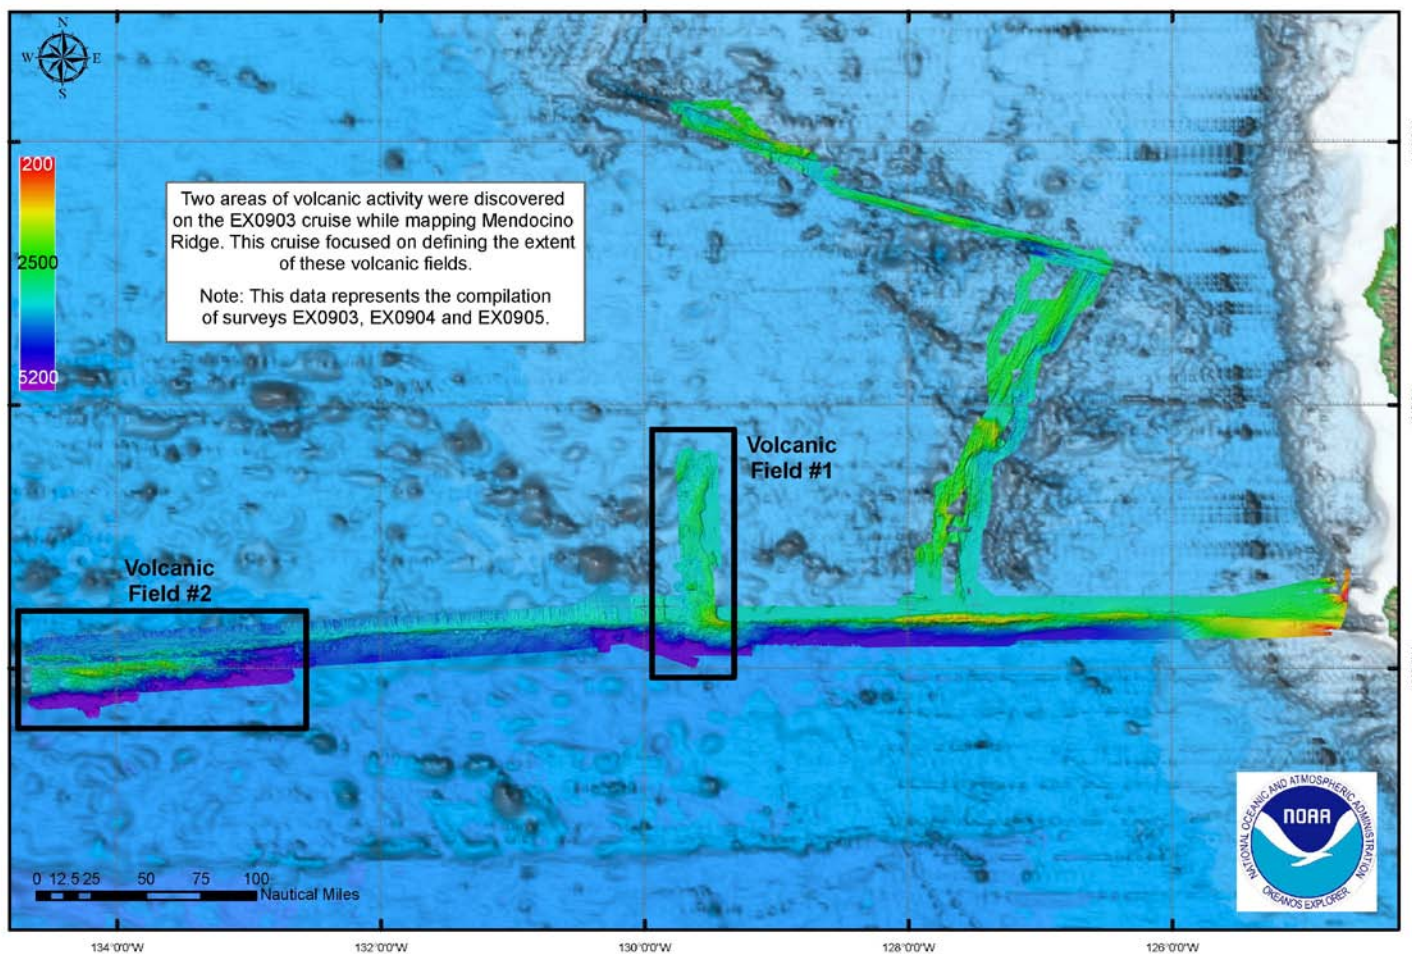 N
W E
S
200
2500
5200
Two areas of volcanic activity were discovered
on the EX0903 cruise while mapping Mendocino
Ridge. This cruise focused on defining the extent
of these volcanic fields.
Note: This data represents the compilation
of surveys EX0903, EX0904 and EX0905.
Volcanic
Field #1
Volcanic
Field #2
0 12.5 25 50 75 100
Nautical Miles
NATIONAL OCEANIC AND ATMOSPHERIC ADMINISTRATION
NOAA
OKEANOS EXPLORER
134°0'0"W 132°0'0"W 130°0'0"W 128°0'0"W 126°0'0"W